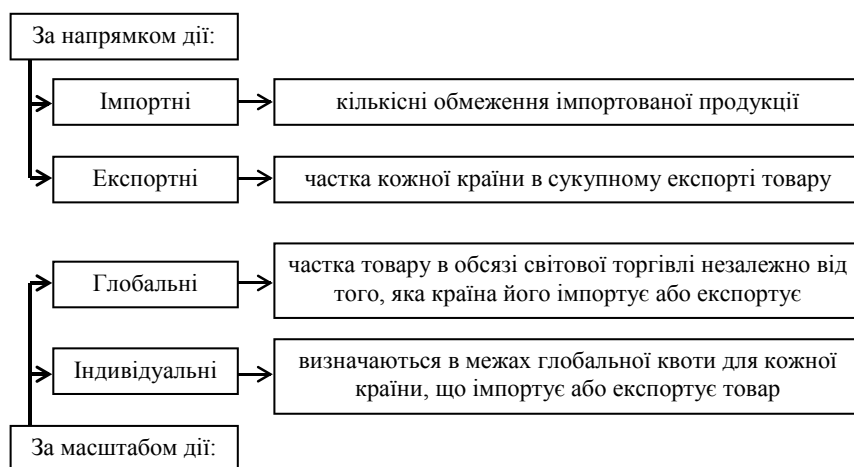 За напрямком дії:
Імпортні
кількісні обмеження імпортованої продукції
Експортні
частка кожної країни в сукупному експорті товару
Глобальні
частка товару в обсязі світової торгівлі незалежно від
того, яка країна його імпортує або експортує
Індивідуальні
визначаються в межах глобальної квоти для кожної
країни, що імпортує або експортує товар
За масштабом дії: